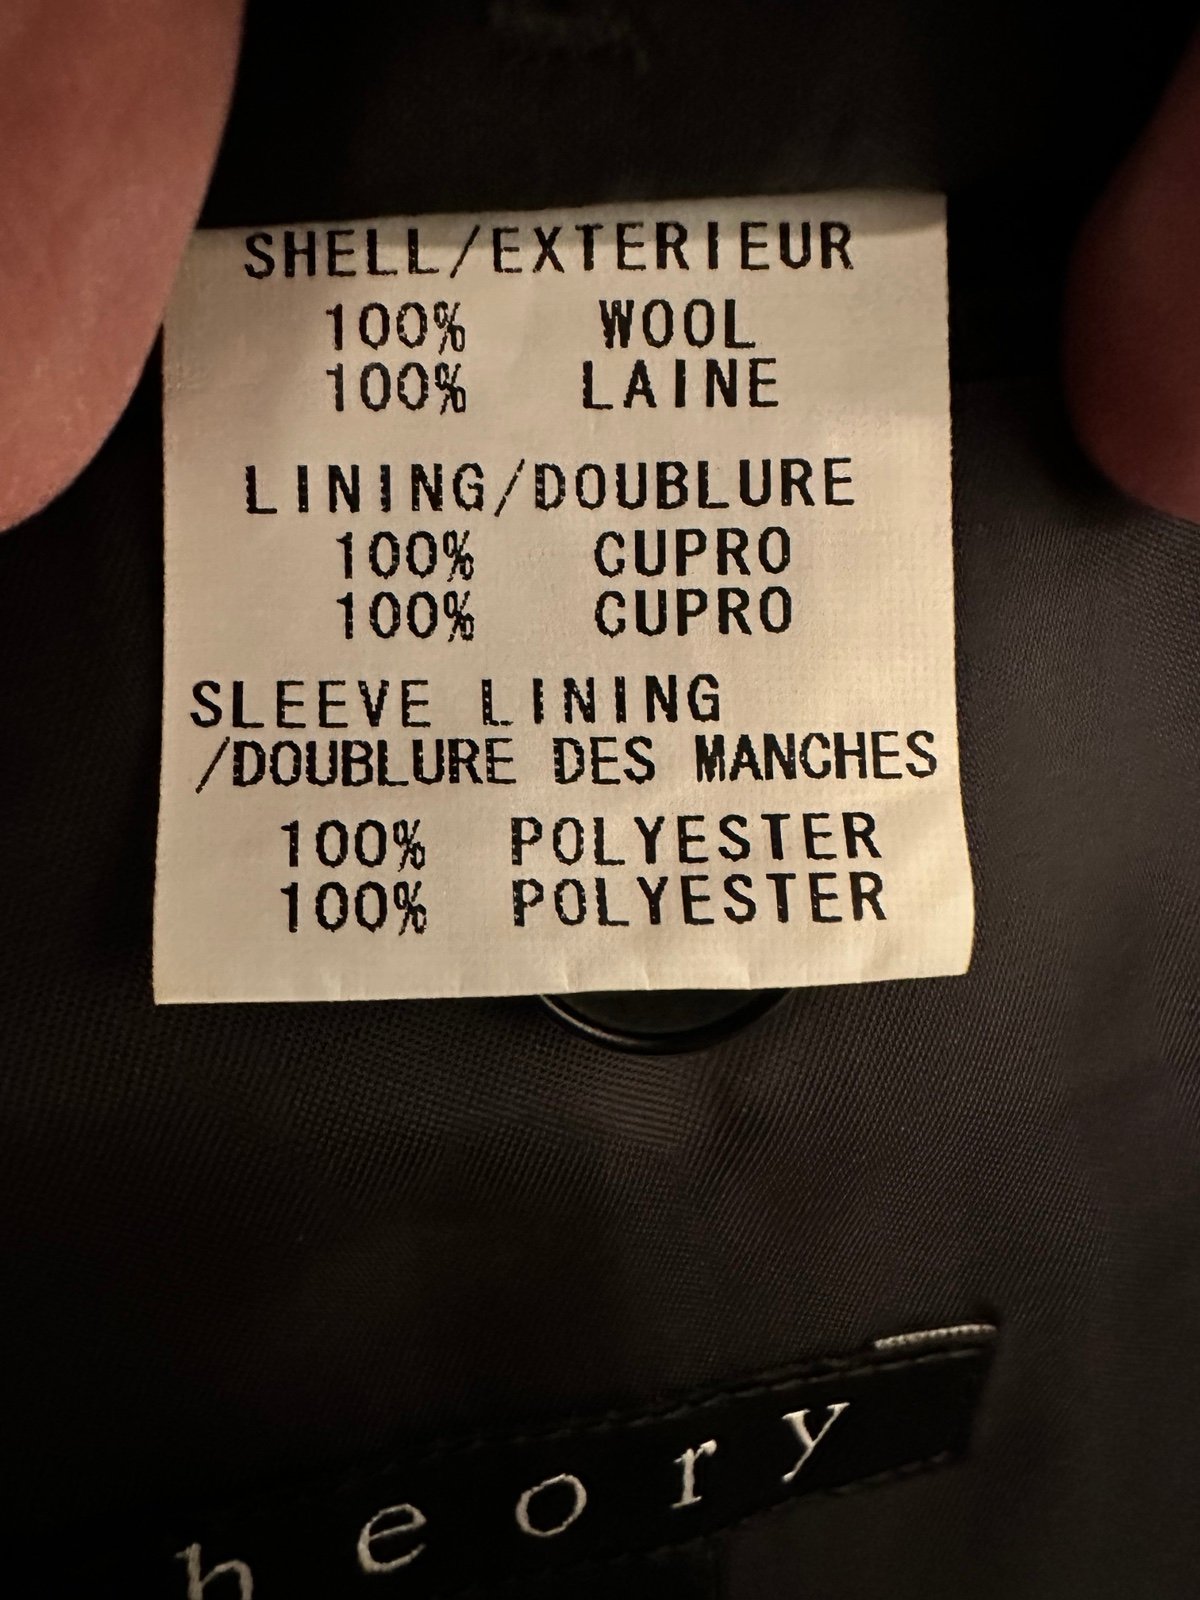 SHELL/EXTERIEUR
100% WOOL
100% LAINE
LINING/DOUBLURE
100% CUPRO
100% CUPRO
SLEEVE LINING
/DOUBLURE DES MANCHES
100% POLYESTER
100% POLYESTER
heory